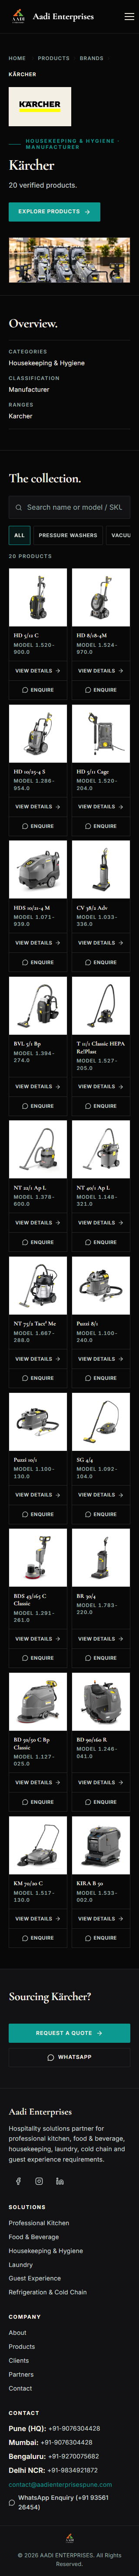 AADI
Aadi Enterprises
HOME
PRODUCTS
BRANDS
KÄRCHER
KÄRCHER
HOUSEKEEPING & HYGIENE ·
MANUFACTURER
Kärcher
20 verified products.
EXPLORE PRODUCTS →
Overview.
CATEGORIES
Housekeeping & Hygiene
CLASSIFICATION
Manufacturer
RANGES
Karcher
The collection.
Search name or model / SKU
ALL
PRESSURE WASHERS
VACUU
20 PRODUCTS
HD 5/12 C
MODEL 1.520-
900.0
VIEW DETAILS →
ENQUIRE
HD 8/18-4M
MODEL 1.524-
970.0
VIEW DETAILS →
ENQUIRE
HD 10/25-4 S
MODEL 1.286-
954.0
VIEW DETAILS →
ENQUIRE
HD 5/11 Cage
MODEL 1.520-
204.0
VIEW DETAILS →
ENQUIRE
HDS 10/21-4 M
MODEL 1.071-
939.0
VIEW DETAILS →
ENQUIRE
CV 38/2 Adv
MODEL 1.033-
336.0
VIEW DETAILS →
ENQUIRE
BVL 5/1 Bp
MODEL 1.394-
274.0
VIEW DETAILS →
ENQUIRE
T 11/1 Classic HEPA
Re!Plast
MODEL 1.527-
205.0
VIEW DETAILS →
ENQUIRE
NT 22/1 Ap L
MODEL 1.378-
600.0
VIEW DETAILS →
ENQUIRE
NT 40/1 Ap L
MODEL 1.148-
321.0
VIEW DETAILS →
ENQUIRE
NT 75/2 Tact² Me
MODEL 1.667-
288.0
VIEW DETAILS →
ENQUIRE
Puzzi 8/1
MODEL 1.100-
240.0
VIEW DETAILS →
ENQUIRE
Puzzi 10/1
MODEL 1.100-
130.0
VIEW DETAILS →
ENQUIRE
SG 4/4
MODEL 1.092-
104.0
VIEW DETAILS →
ENQUIRE
BDS 43/165 C
Classic
MODEL 1.291-
261.0
VIEW DETAILS →
ENQUIRE
BR 30/4
MODEL 1.783-
220.0
VIEW DETAILS →
ENQUIRE
BD 50/50 C Bp
Classic
MODEL 1.127-
025.0
VIEW DETAILS →
ENQUIRE
BD 90/160 R
MODEL 1.246-
041.0
VIEW DETAILS →
ENQUIRE
KM 70/20 C
MODEL 1.517-
130.0
VIEW DETAILS →
ENQUIRE
KIRA B 50
MODEL 1.533-
002.0
VIEW DETAILS →
ENQUIRE
Sourcing Kärcher?
REQUEST A QUOTE →
WHATSAPP
Aadi Enterprises
Hospitality solutions partner for
professional kitchen, food & beverage,
housekeeping, laundry, cold chain and
guest experience requirements.
SOLUTIONS
Professional Kitchen
Food & Beverage
Housekeeping & Hygiene
Laundry
Guest Experience
Refrigeration & Cold Chain
COMPANY
About
Products
Clients
Partners
Contact
CONTACT
Pune (HQ): +91-9076304428
Mumbai: +91-9076304428
Bengaluru: +91-9270075682
Delhi NCR: +91-9834921872
contact@aadienterprisespune.com
WhatsApp Enquiry (+91 93561
26454)
© 2026 AADI ENTERPRISES. All Rights
Reserved.